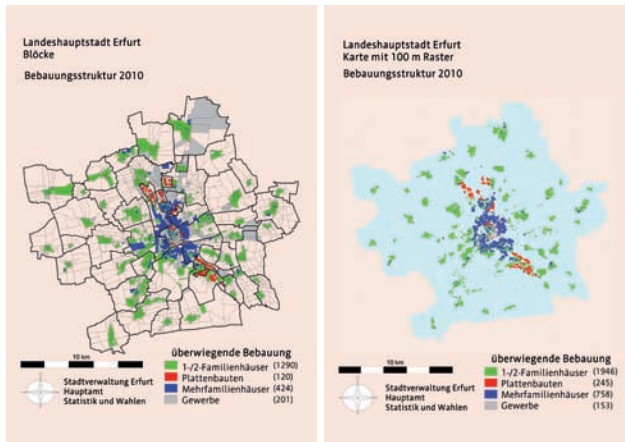 Landeshauptstadt Erfurt
Blöcke
Bebauungsstruktur 2010
10 km
überwiegende Bebauung
1-/2-Familienhäuser (1290)
Plattenbauten (120)
Mehrfamilienhäuser (424)
Gewerbe (201)
Stadtverwaltung Erfurt
Hauptamt
Statistik und Wahlen
Landeshauptstadt Erfurt
Karte mit 100 m Raster
Bebauungsstruktur 2010
10 km
überwiegende Bebauung
1-/2-Familienhäuser (1946)
Plattenbauten (245)
Mehrfamilienhäuser (758)
Gewerbe (153)
Stadtverwaltung Erfurt
Hauptamt
Statistik und Wahlen